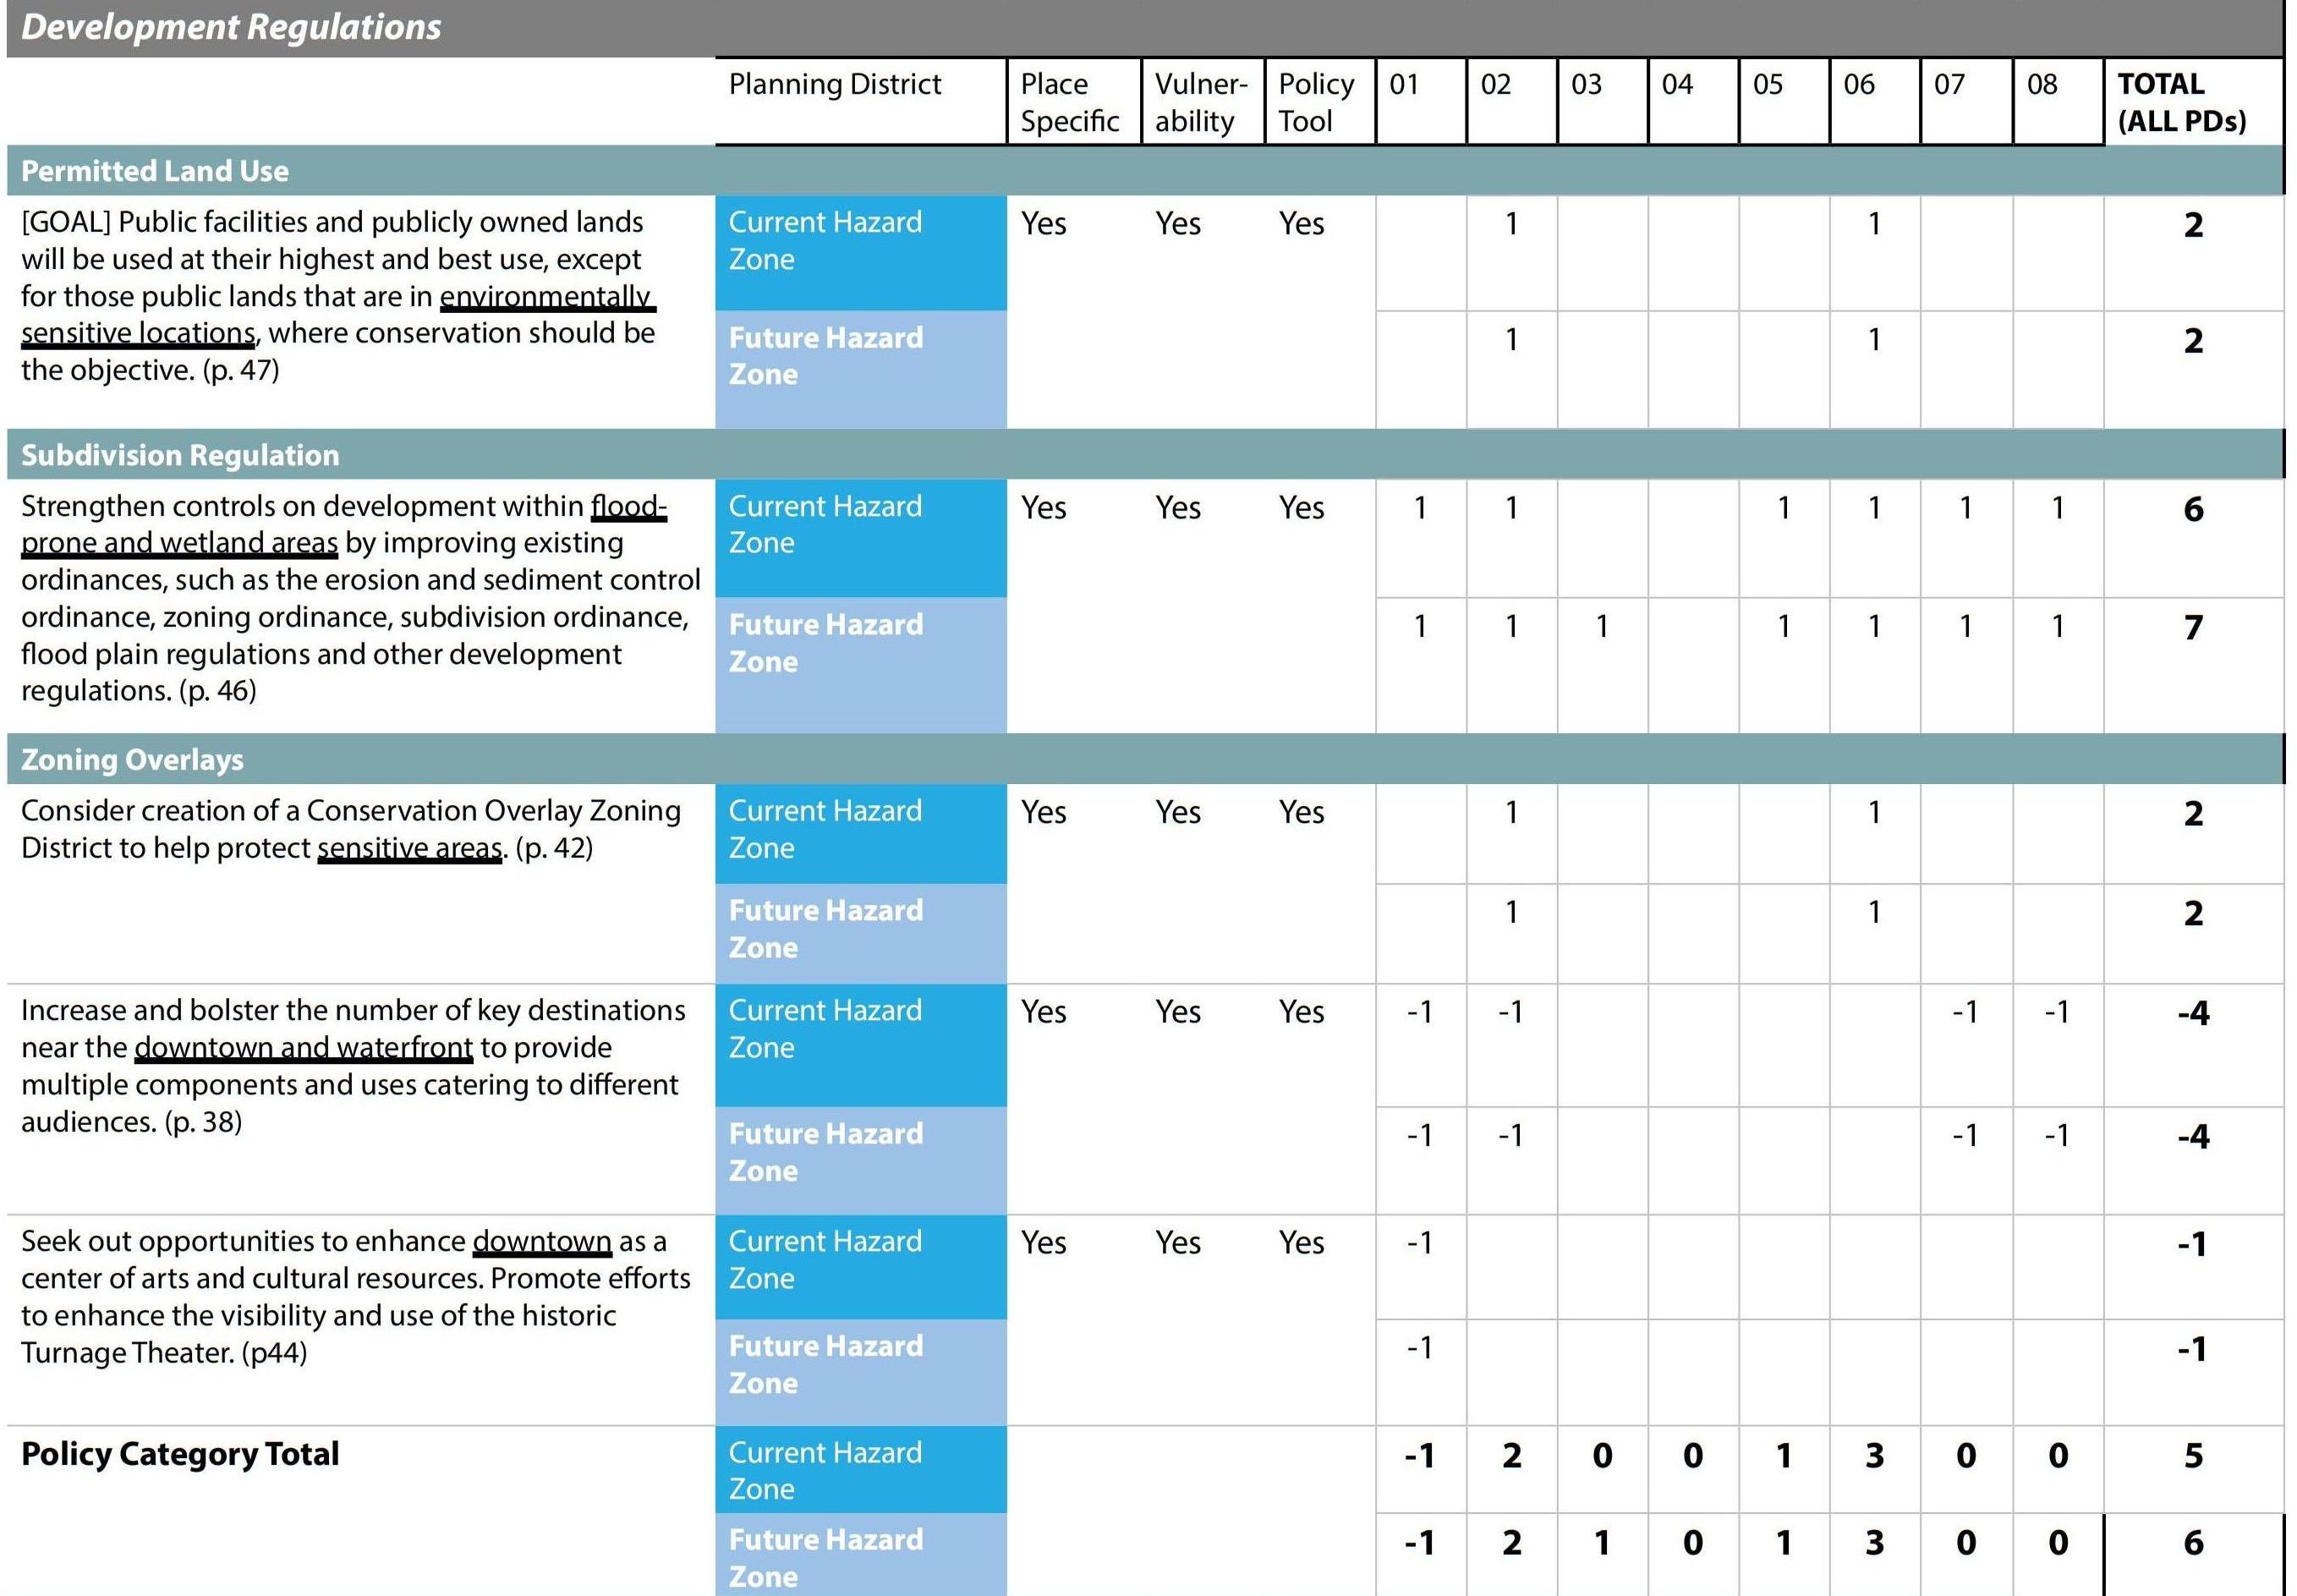 Development Regulations
Planning District Place Specific Vulner-ability Policy Tool 01 02 03 04 05 06 07 08 TOTAL (ALL PDs)
Permitted Land Use
[GOAL] Public facilities and publicly owned lands
will be used at their highest and best use, except
for those public lands that are in environmentally
sensitive locations, where conservation should be
the objective. (p. 47)
Current Hazard
Zone
Yes Yes Yes 1 1 2
Future Hazard
Zone
1 1 2
Subdivision Regulation
Strengthen controls on development within flood-
prone and wetland areas by improving existing
ordinances, such as the erosion and sediment control
ordinance, zoning ordinance, subdivision ordinance,
flood plain regulations and other development
regulations. (p. 46)
Current Hazard
Zone
Yes Yes Yes 1 1 1 1 1 1 6
Future Hazard
Zone
1 1 1 1 1 1 1 7
Zoning Overlays
Consider creation of a Conservation Overlay Zoning
District to help protect sensitive areas. (p. 42)
Current Hazard
Zone
Yes Yes Yes 1 1 2
Future Hazard
Zone
1 1 2
Increase and bolster the number of key destinations
near the downtown and waterfront to provide
multiple components and uses catering to different
audiences. (p. 38)
Current Hazard
Zone
Yes Yes Yes -1 -1 -1 -1 -4
Future Hazard
Zone
-1 -1 -1 -1 -4
Seek out opportunities to enhance downtown as a
center of arts and cultural resources. Promote efforts
to enhance the visibility and use of the historic
Turnage Theater. (p44)
Current Hazard
Zone
Yes Yes Yes -1 -1
Future Hazard
Zone
-1 -1
Policy Category Total
Current Hazard
Zone
-1 2 0 0 1 3 0 0 5
Future Hazard
Zone
-1 2 1 0 1 3 0 0 6